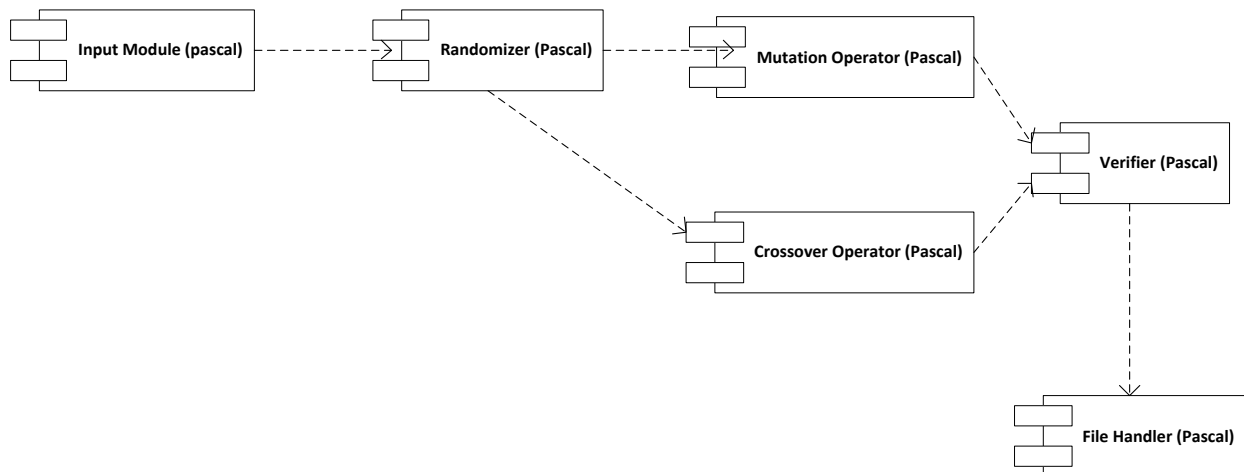 Input Module (pascal)
Randomizer (Pascal)
Mutation Operator (Pascal)
Verifier (Pascal)
Crossover Operator (Pascal)
File Handler (Pascal)